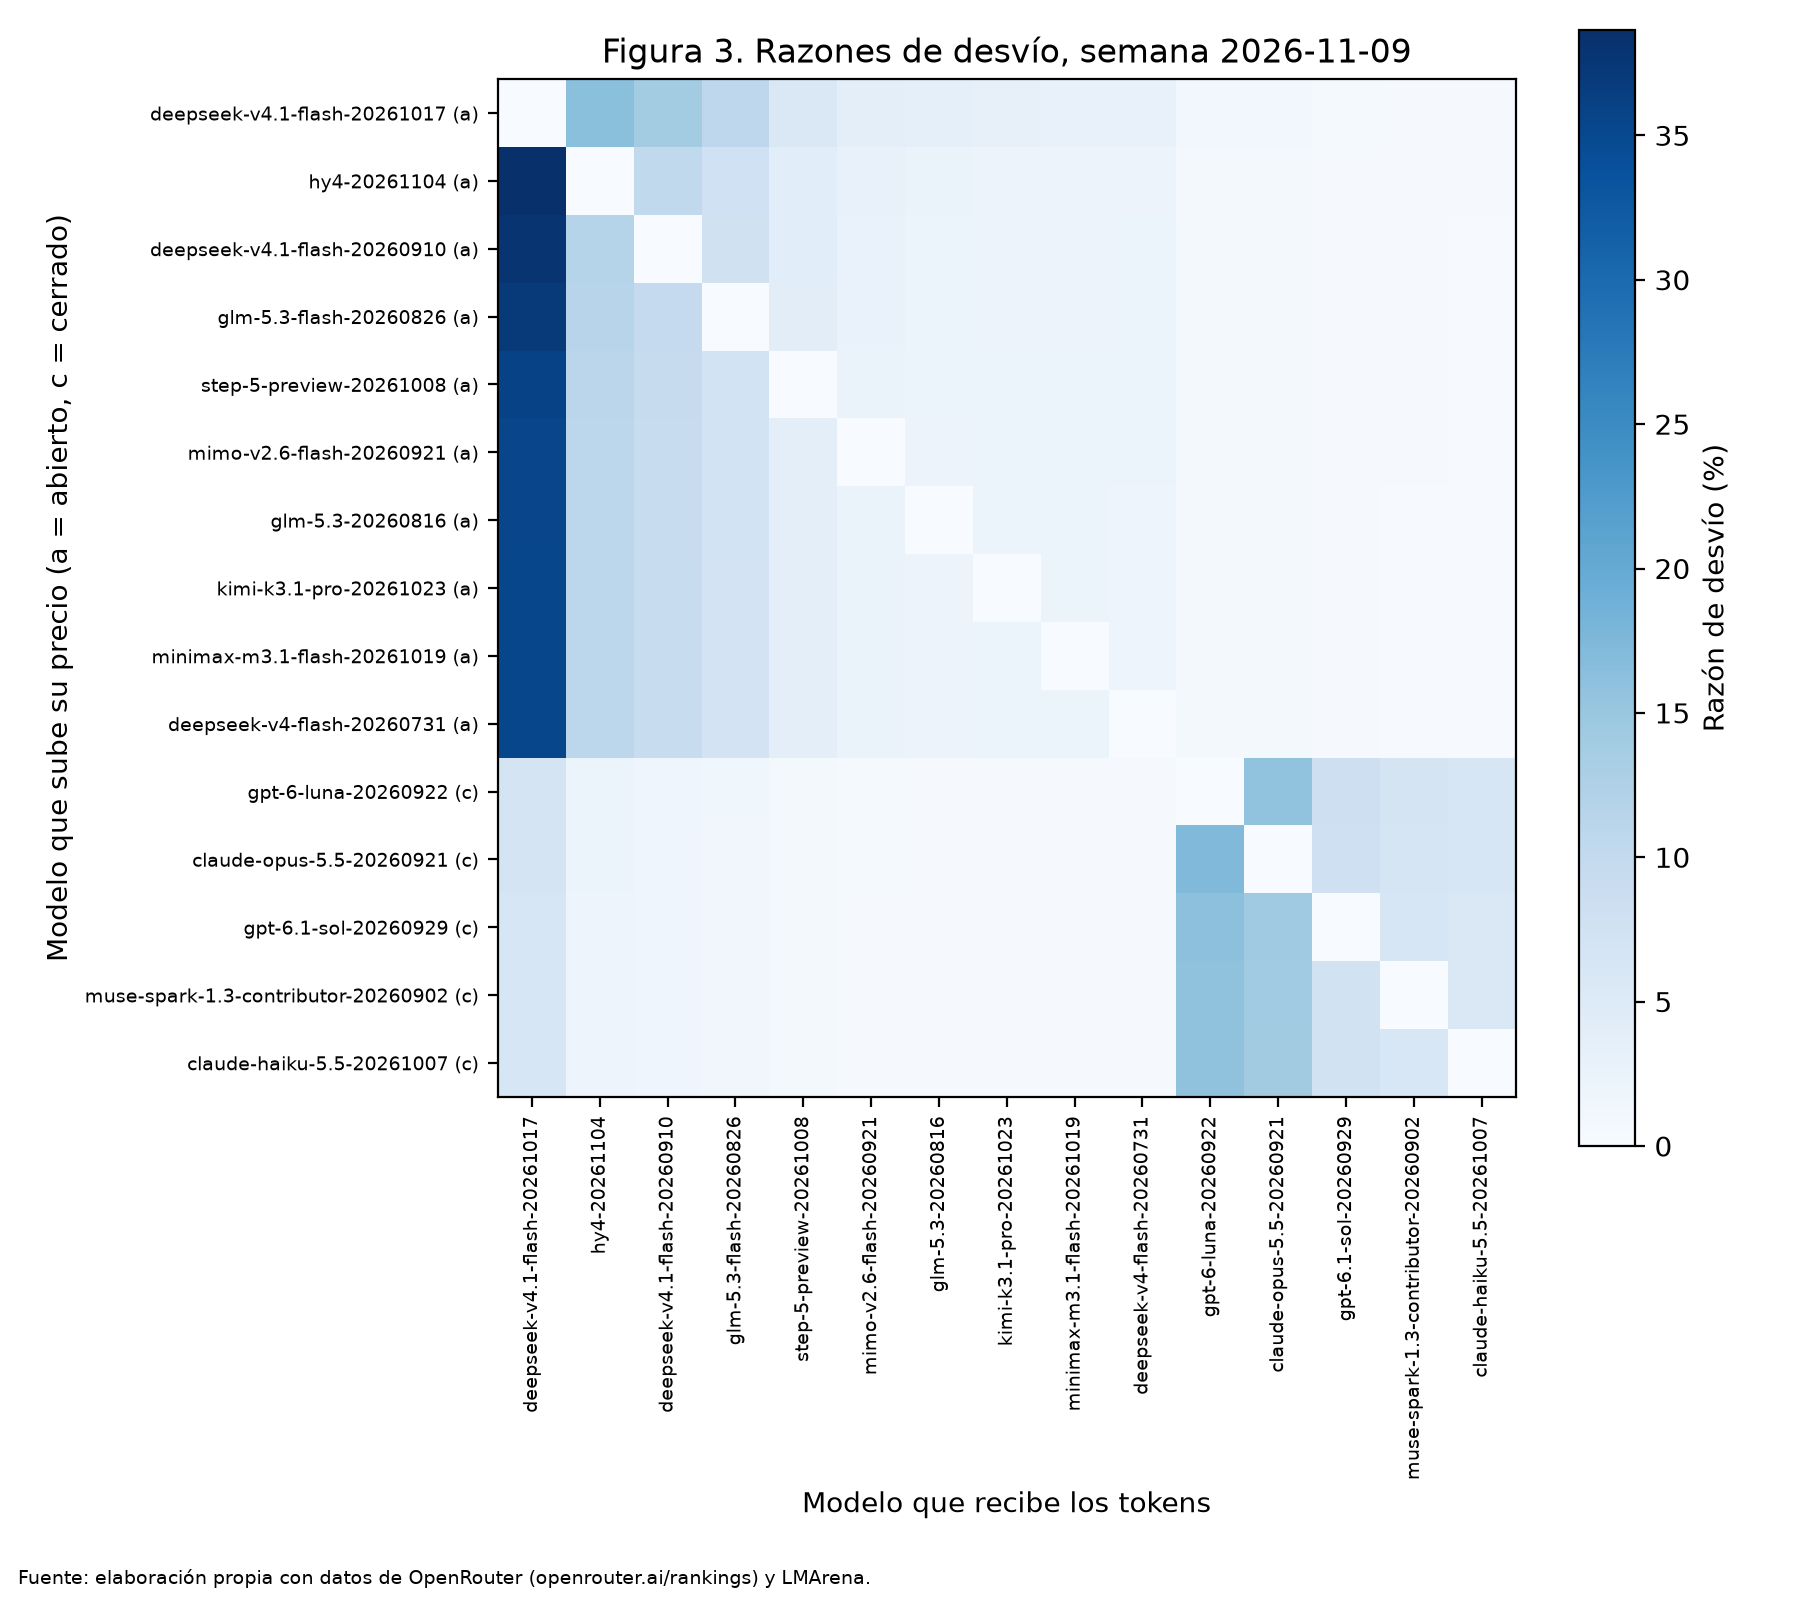 Figura 3. Razones de desvío, semana 2026-11-09
Modelo que sube su precio (a = abierto, c = cerrado)
deepseek-v4.1-flash-20261017 (a)
hy4-20261104 (a)
deepseek-v4.1-flash-20260910 (a)
glm-5.3-flash-20260826 (a)
step-5-preview-20261008 (a)
mimo-v2.6-flash-20260921 (a)
glm-5.3-20260816 (a)
kimi-k3.1-pro-20261023 (a)
minimax-m3.1-flash-20261019 (a)
deepseek-v4-flash-20260731 (a)
gpt-6-luna-20260922 (c)
claude-opus-5.5-20260921 (c)
gpt-6.1-sol-20260929 (c)
muse-spark-1.3-contributor-20260902 (c)
claude-haiku-5.5-20261007 (c)
deepseek-v4.1-flash-20261017
hy4-20261104
deepseek-v4.1-flash-20260910
glm-5.3-flash-20260826
step-5-preview-20261008
mimo-v2.6-flash-20260921
glm-5.3-20260816
kimi-k3.1-pro-20261023
minimax-m3.1-flash-20261019
deepseek-v4-flash-20260731
gpt-6-luna-20260922
claude-opus-5.5-20260921
gpt-6.1-sol-20260929
muse-spark-1.3-contributor-20260902
claude-haiku-5.5-20261007
Modelo que recibe los tokens
35
30
25
20
15
10
5
0
Razón de desvío (%)
Fuente: elaboración propia con datos de OpenRouter (openrouter.ai/rankings) y LMArena.